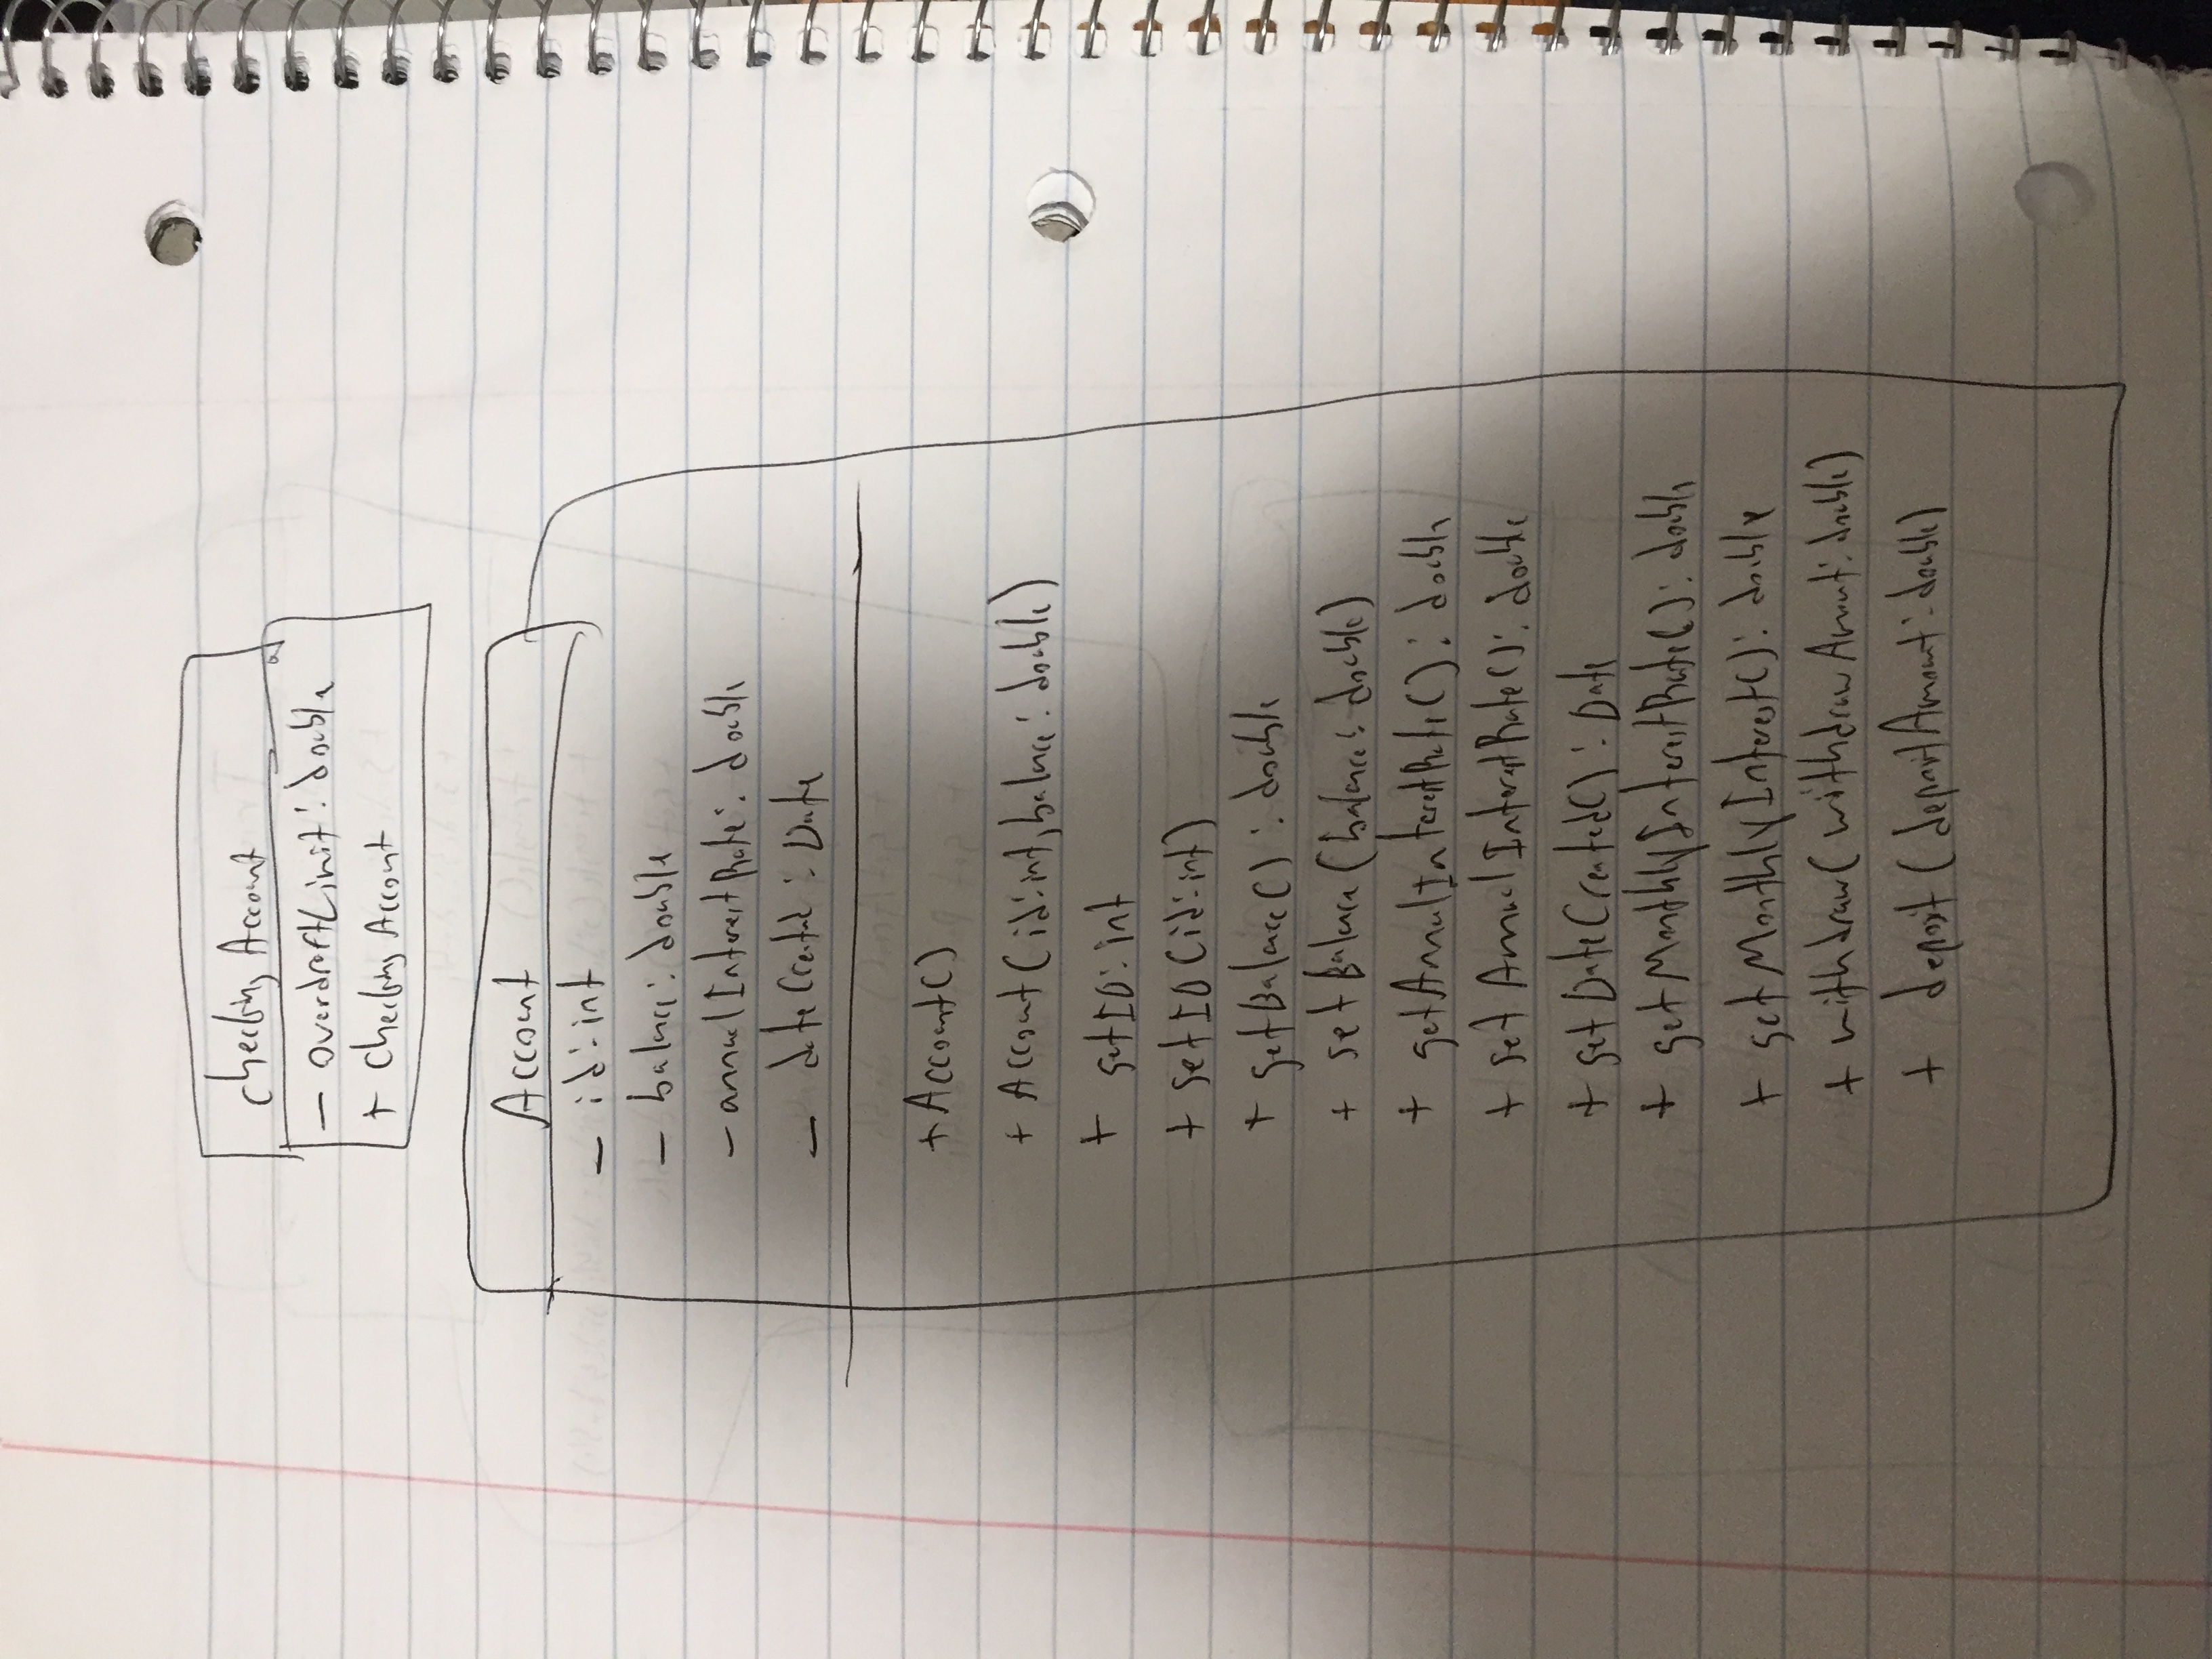 Checking Account
- overdraftLimit: double
+ Checking Account
Account
- id: int
- balance: double
- annualInterestRate: double
- dateCreated: Date
+ Account()
+ Account(id: int, balance: double)
+ getID: int
+ setID(id: int)
+ getBalance(): double
+ setBalance(balance: double)
+ getAnnualInterestRate(): double
+ setAnnualInterestRate(): double
+ getDateCreated(): Date
+ getMonthlyInterestRate(): double
+ getMonthlyInterest(): double
+ withdraw(withdrawAmount: double)
+ deposit(depositAmount: double)